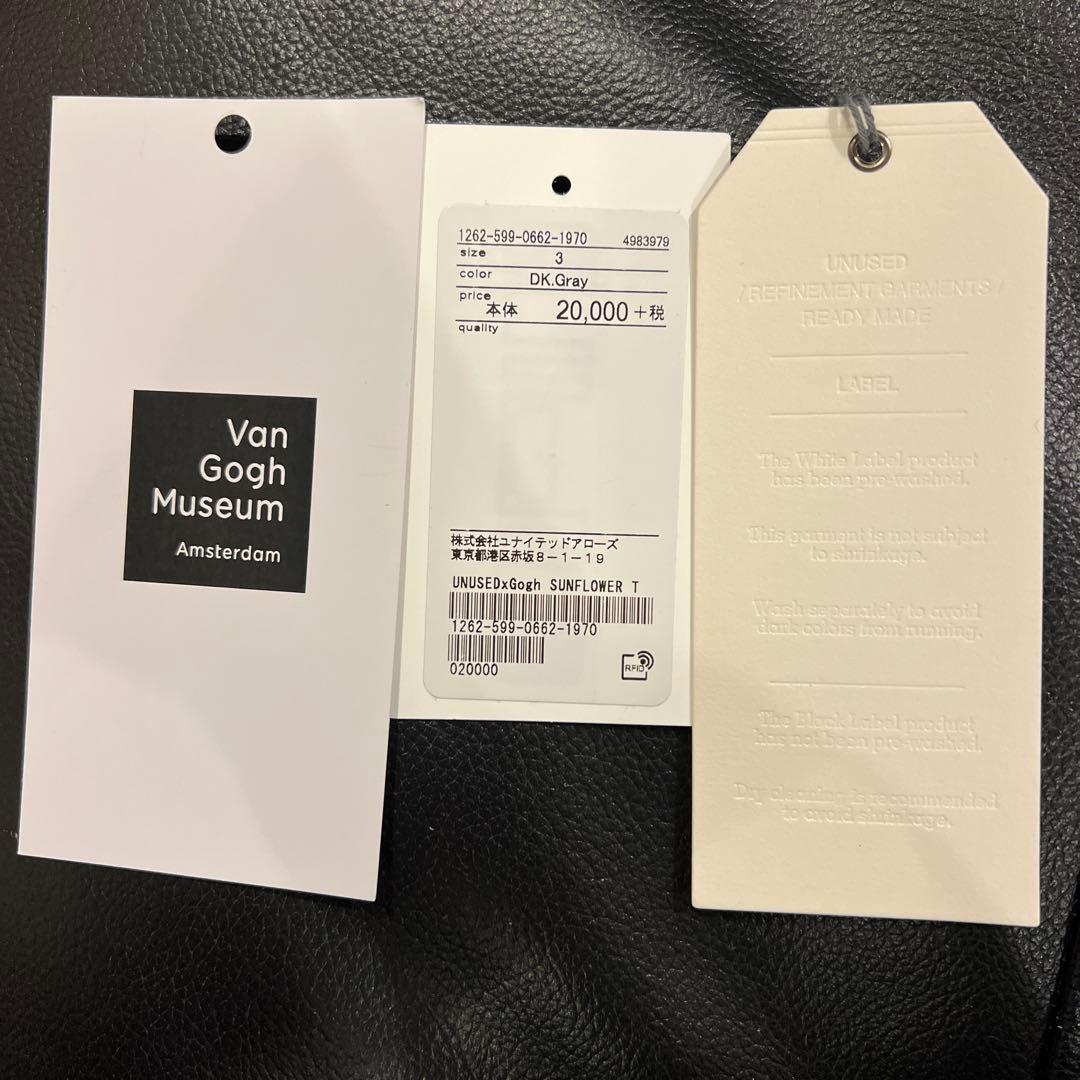 Van
Gogh
Museum
Amsterdam
1262-599-0662-1970 4983979
size 3
color DK.Gray
price 本体 20,000+税
quality
株式会社ユナイテッドアローズ
東京都港区赤坂8-1-19
UNUSEDxGogh SUNFLOWER T
1262-599-0662-1970
020000
RFID
UNUSED
/ REFINEMENT GARMENTS /
READY MADE
LABEL
The White Label product
has been pre-washed.
This garment is not subject
to shrinkage.
Wash separately to avoid
dark colors from running.
The Black Label product
has not been pre-washed.
Dry cleaning is recommended
to avoid shrinkage.